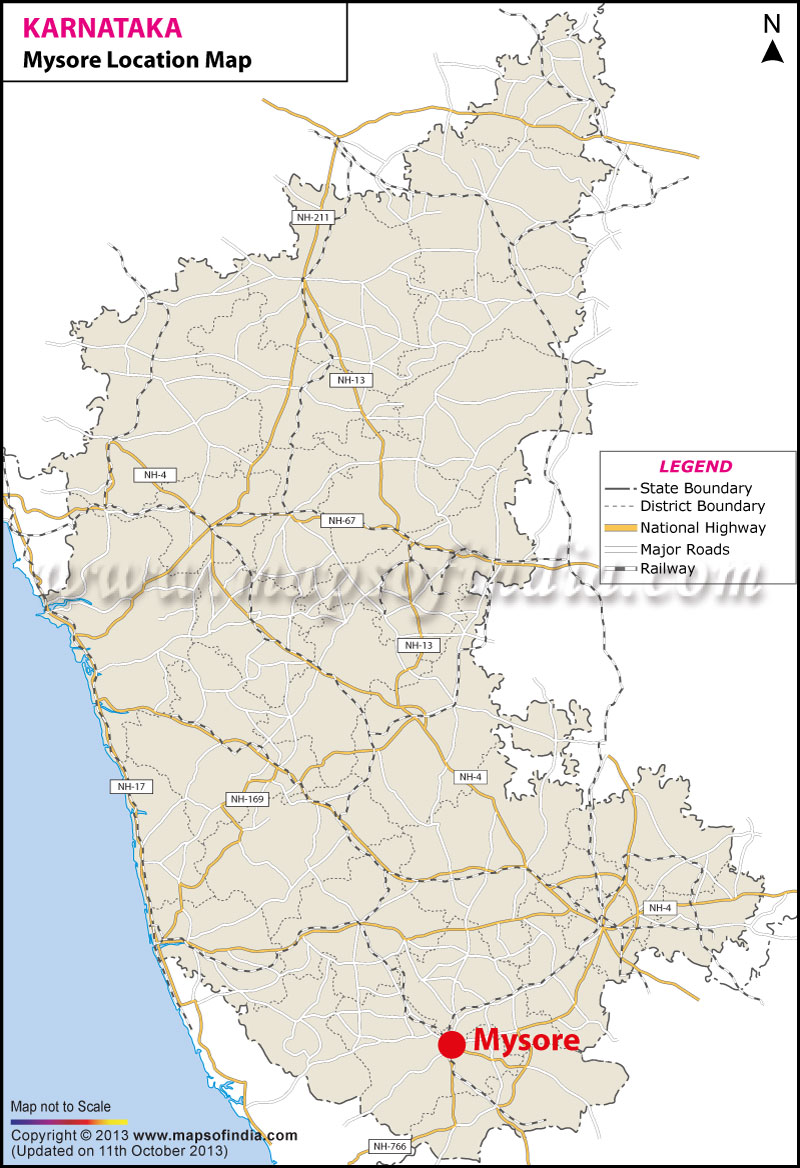 KARNATAKA
Mysore Location Map
N
NH-211
NH-13
NH-4
LEGEND
State Boundary
District Boundary
National Highway
Major Roads
Railway
NH-67
www.mapsofindia.com
NH-13
NH-4
NH-17
NH-169
NH-4
Mysore
Map not to Scale
Copyright © 2013 www.mapsofindia.com
(Updated on 11th October 2013)
NH-766